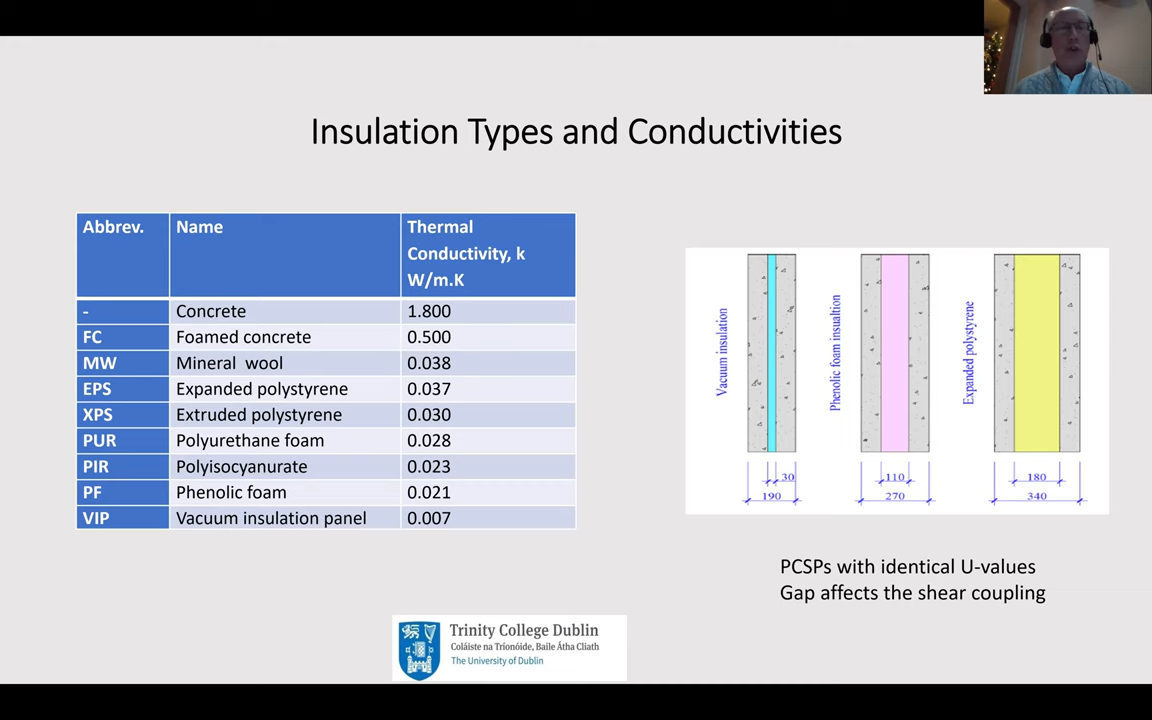 Insulation Types and Conductivities
Abbrev. Name Thermal
Conductivity, k
W/m.K
- Concrete 1.800
FC Foamed concrete 0.500
MW Mineral wool 0.038
EPS Expanded polystyrene 0.037
XPS Extruded polystyrene 0.030
PUR Polyurethane foam 0.028
PIR Polyisocyanurate 0.023
PF Phenolic foam 0.021
VIP Vacuum insulation panel 0.007
Vacuum insulation
Phenolic foam insualtion
Expanded polystyrene
30
190
110
270
180
340
PCSPs with identical U-values
Gap affects the shear coupling
Trinity College Dublin
Coláiste na Tríonóide, Baile Átha Cliath
The University of Dublin